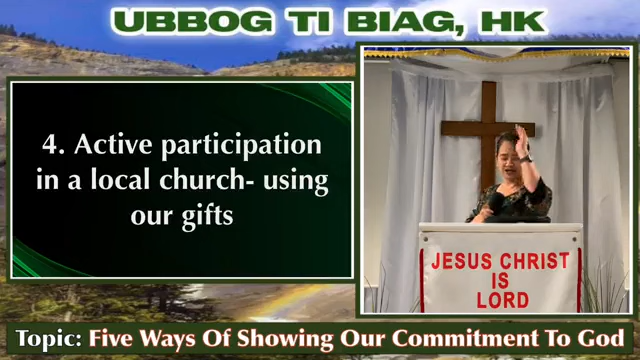 UBBOG TI BIAG, HK
4. Active participation
in a local church- using
our gifts
JESUS CHRIST
IS
LORD
Topic: Five Ways Of Showing Our Commitment To God